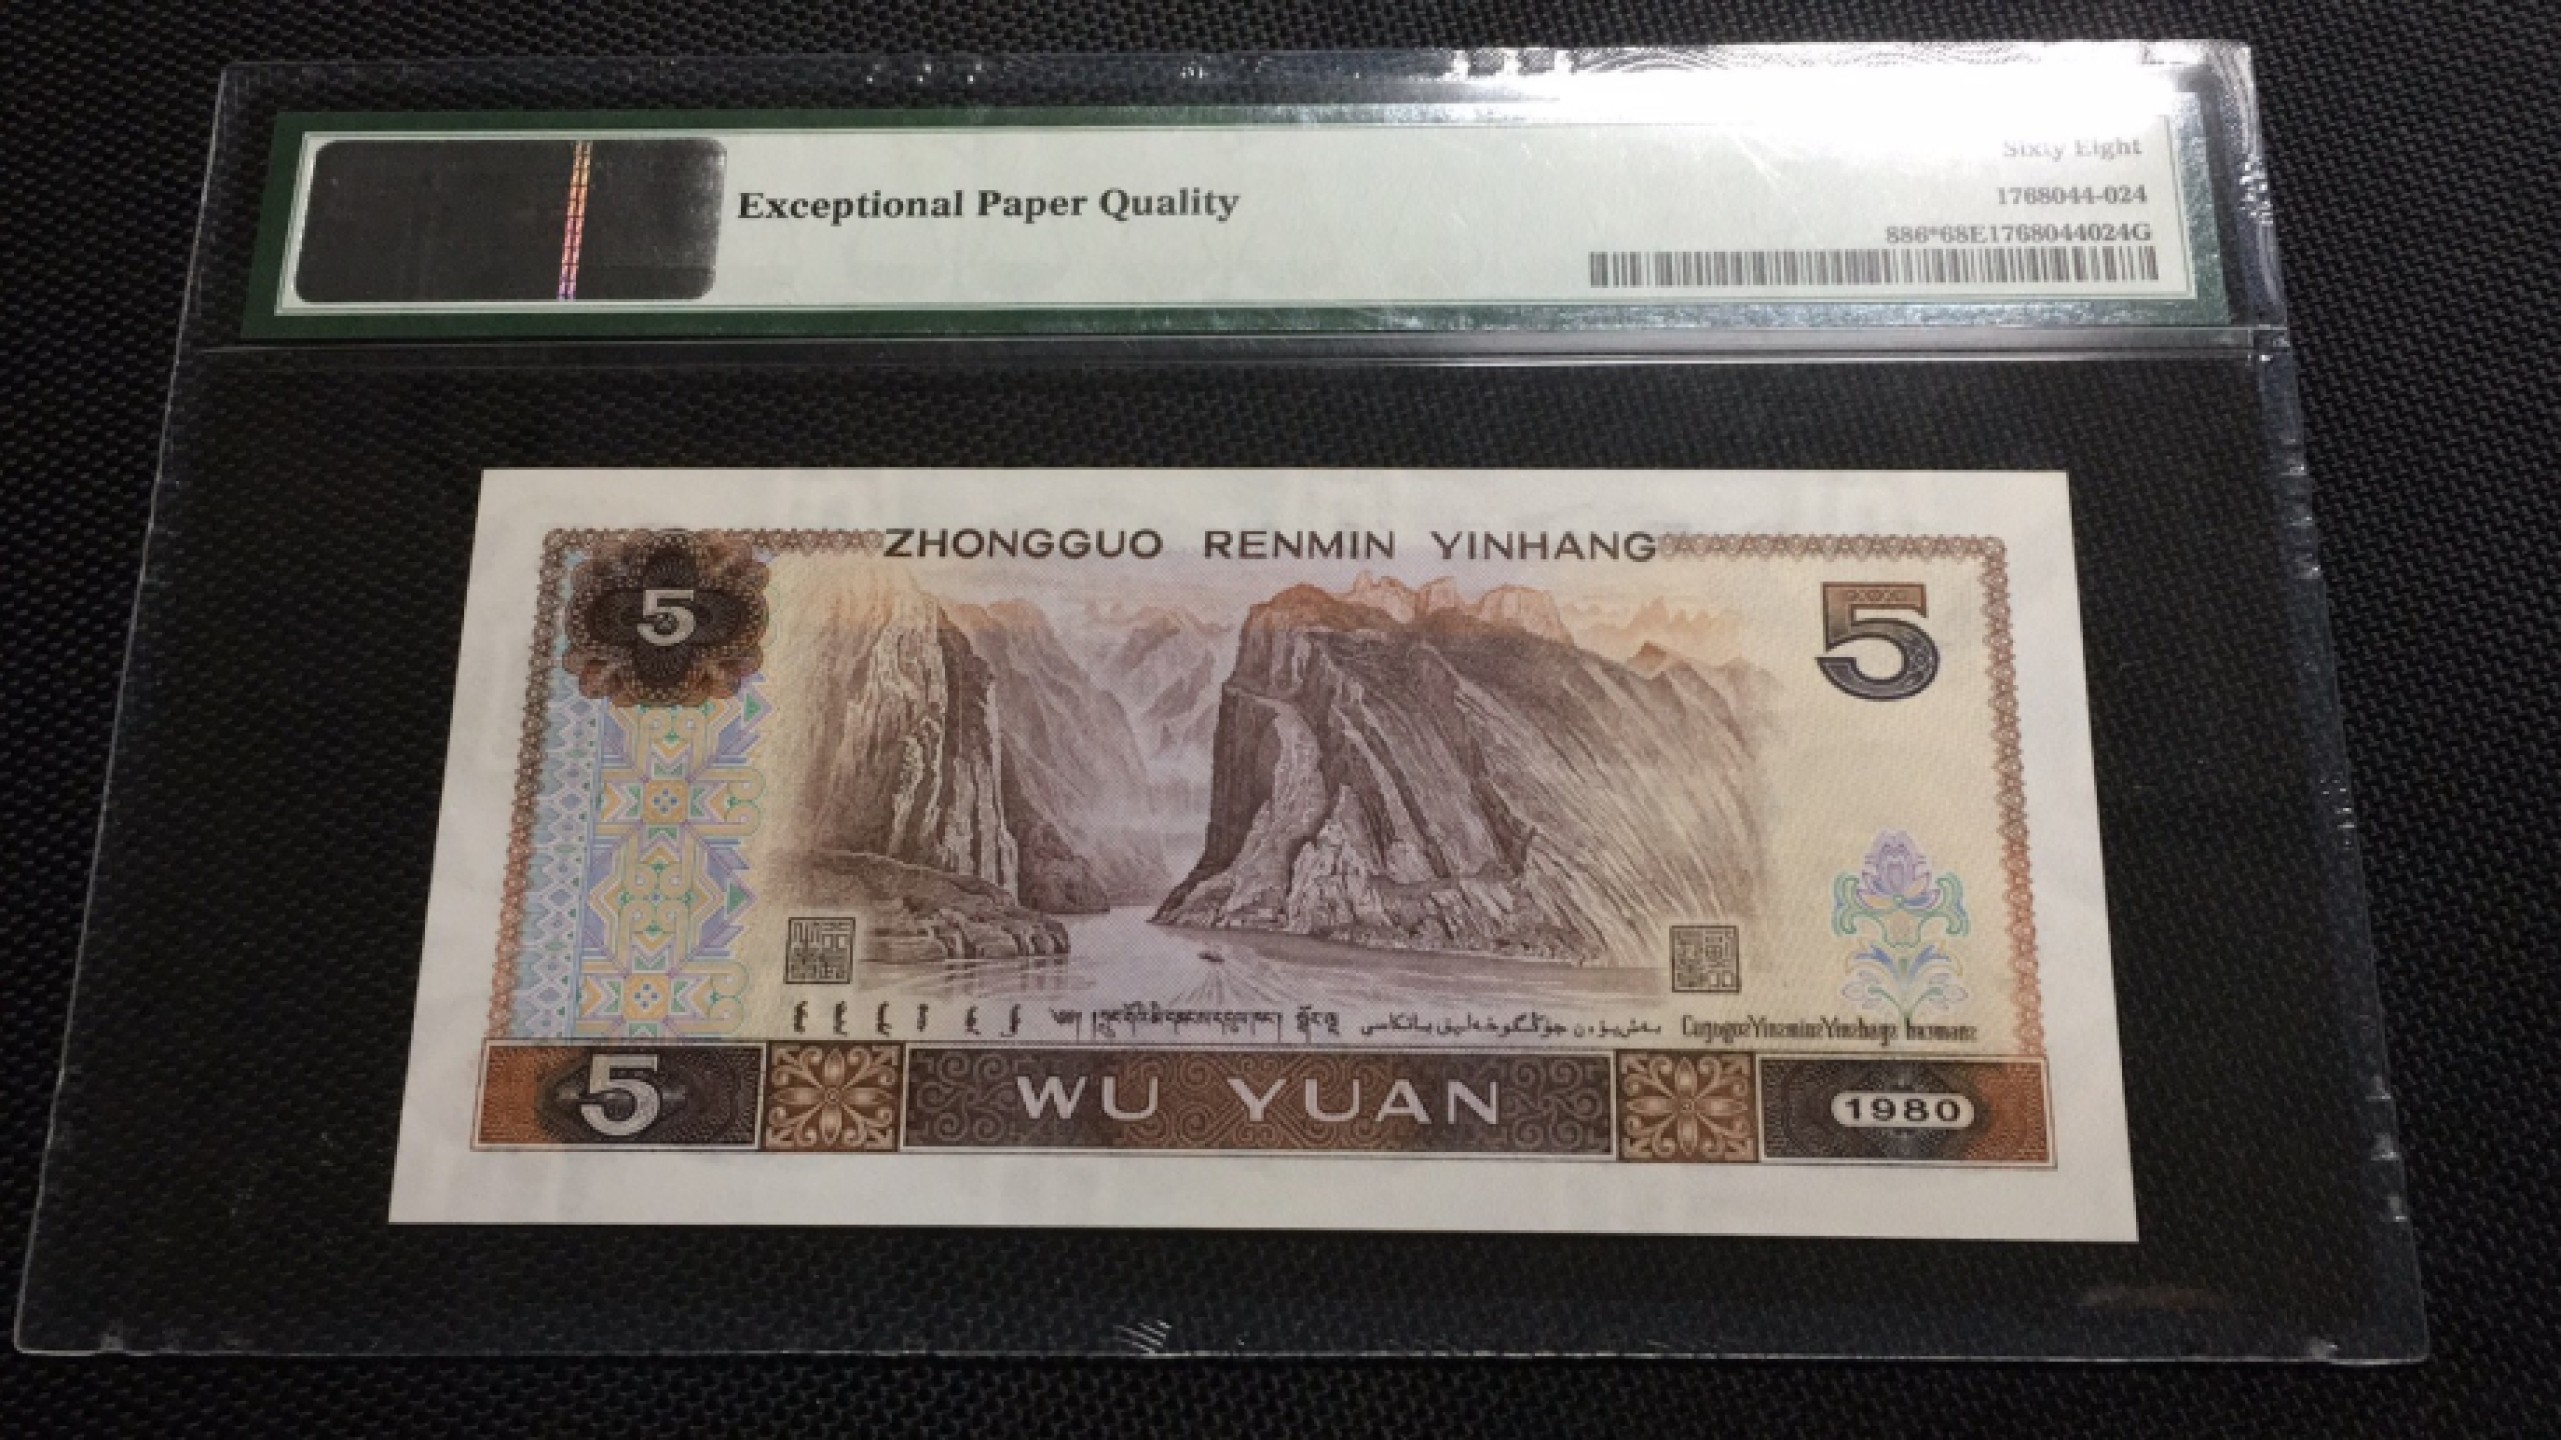 Exceptional Paper Quality
Sixty Eight
1768044-024
886*68E1768044024G
ZHONGGUO RENMIN YINHANG
5
5
5 WU YUAN 1980